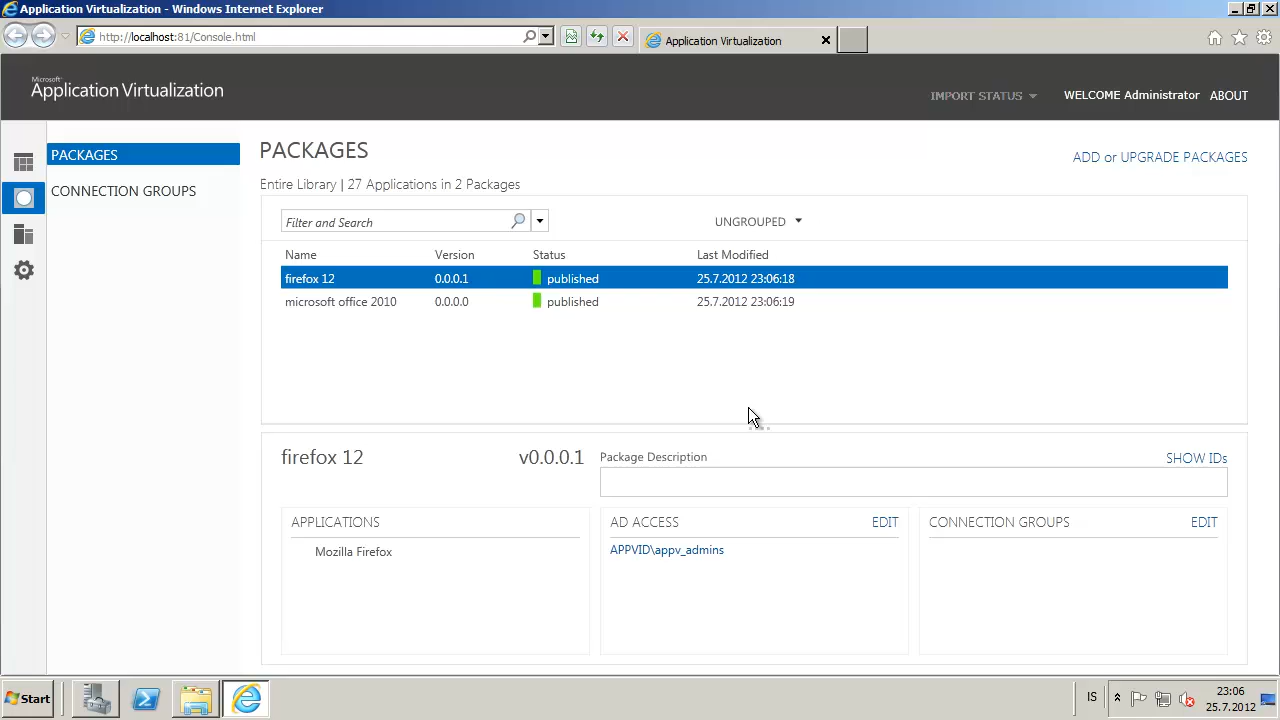 Application Virtualization - Windows Internet Explorer
http://localhost:81/Console.html
Application Virtualization
Microsoft
Application Virtualization
IMPORT STATUS
WELCOME Administrator
ABOUT
PACKAGES
CONNECTION GROUPS
PACKAGES
ADD or UPGRADE PACKAGES
Entire Library | 27 Applications in 2 Packages
Filter and Search
UNGROUPED
Name Version Status Last Modified
firefox 12 0.0.0.1 published 25.7.2012 23:06:18
microsoft office 2010 0.0.0.0 published 25.7.2012 23:06:19
firefox 12 v0.0.0.1
Package Description
SHOW IDs
APPLICATIONS
Mozilla Firefox
AD ACCESS EDIT
APPVID\appv_admins
CONNECTION GROUPS EDIT
Start
IS
23:06
25.7.2012